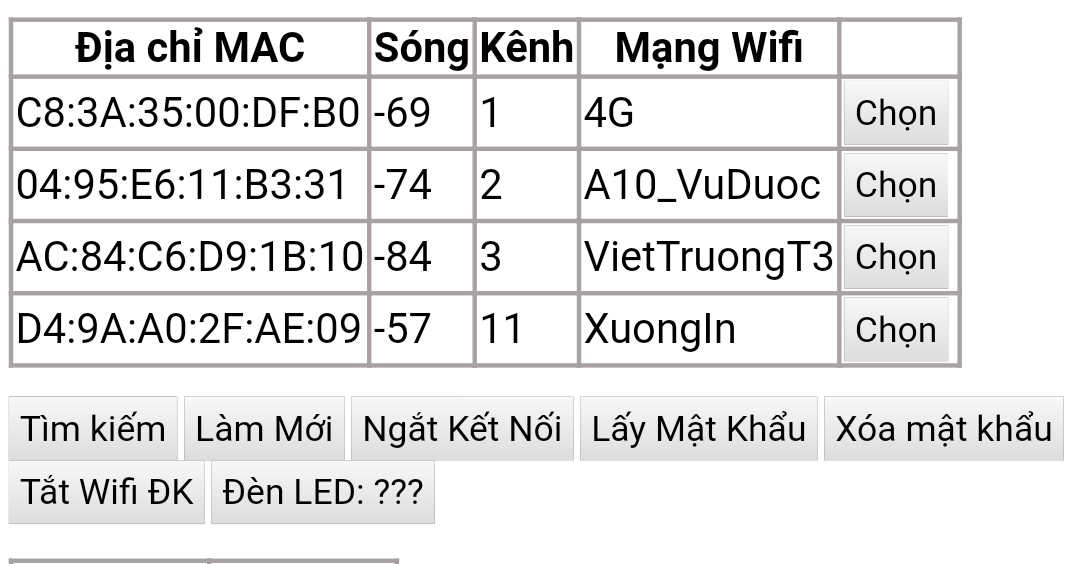 Địa chỉ MAC Sóng Kênh Mạng Wifi
C8:3A:35:00:DF:B0 -69 1 4G Chọn
04:95:E6:11:B3:31 -74 2 A10_VuDuoc Chọn
AC:84:C6:D9:1B:10 -84 3 VietTruongT3 Chọn
D4:9A:A0:2F:AE:09 -57 11 XuongIn Chọn
Tìm kiếm Làm Mới Ngắt Kết Nối Lấy Mật Khẩu Xóa mật khẩu
Tắt Wifi ĐK Đèn LED: ???